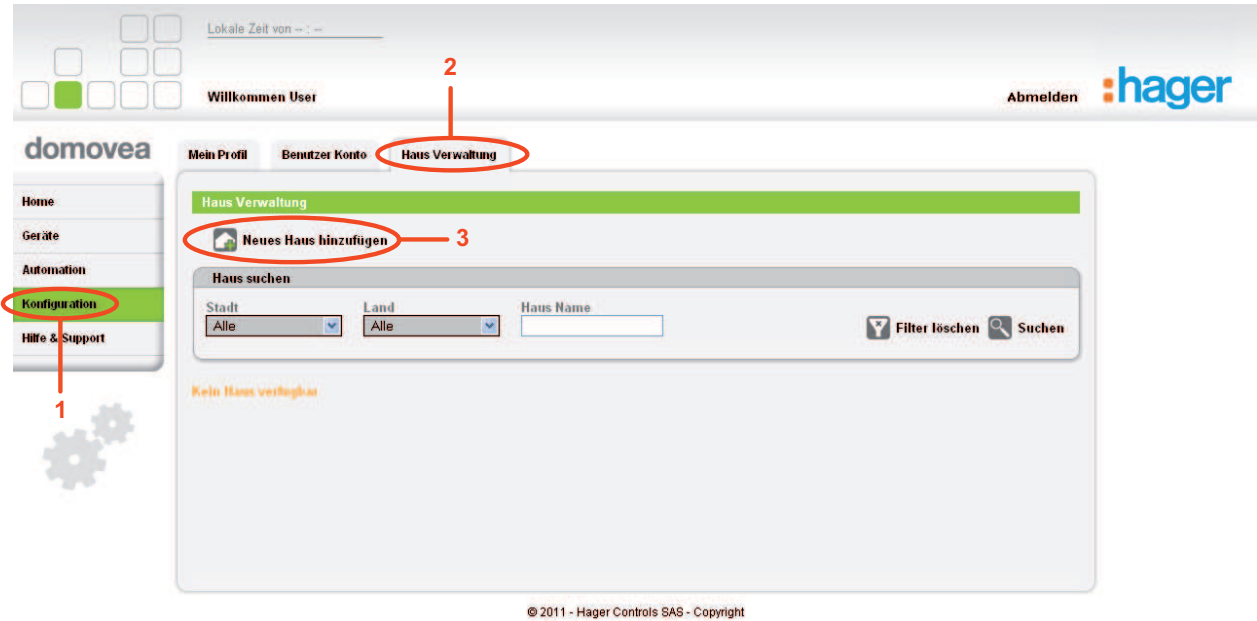 Lokale Zeit von -- : --
2
Willkommen User
Abmelden
:hager
domovea
Mein Profil
Benutzer Konto
Haus Verwaltung
Home
Geräte
Automation
Konfiguration
Hilfe & Support
1
Haus Verwaltung
Neues Haus hinzufügen
3
Haus suchen
Stadt
Land
Haus Name
Alle
Alle
Filter löschen
Suchen
Kein Haus verfügbar
© 2011 - Hager Controls SAS - Copyright